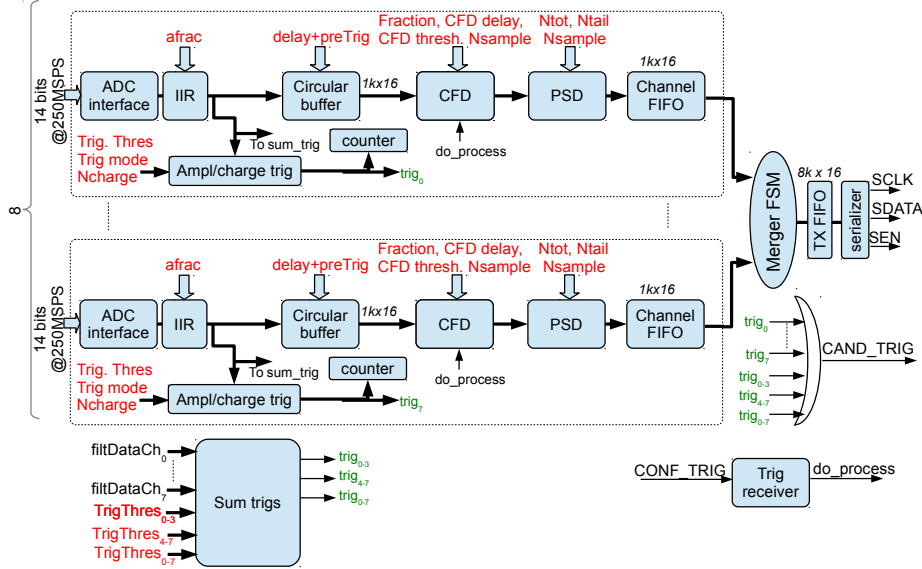 8
14 bits
@250MSPS
afrac
delay+preTrig
Fraction, CFD delay,
CFD thresh. Nsample
Ntot, Ntail
Nsample
ADC
interface
IIR
Circular
buffer
1kx16
CFD
PSD
1kx16
Channel
FIFO
Trig. Thres
Trig mode
Ncharge
To sum_trig
Ampl/charge trig
counter
trig0
do_process
14 bits
@250MSPS
afrac
delay+preTrig
Fraction, CFD delay,
CFD thresh. Nsample
Ntot, Ntail
Nsample
ADC
interface
IIR
Circular
buffer
1kx16
CFD
PSD
1kx16
Channel
FIFO
Trig. Thres
Trig mode
Ncharge
To sum_trig
Ampl/charge trig
counter
trig7
do_process
Merger FSM
8k x 16
TX FIFO
serializer
SCLK
SDATA
SEN
trig0
trig7
trig0-3
trig4-7
trig0-7
CAND_TRIG
filtDataCh0
filtDataCh7
TrigThres0-3
TrigThres4-7
TrigThres0-7
Sum trigs
trig0-3
trig4-7
trig0-7
CONF_TRIG
Trig
receiver
do_process